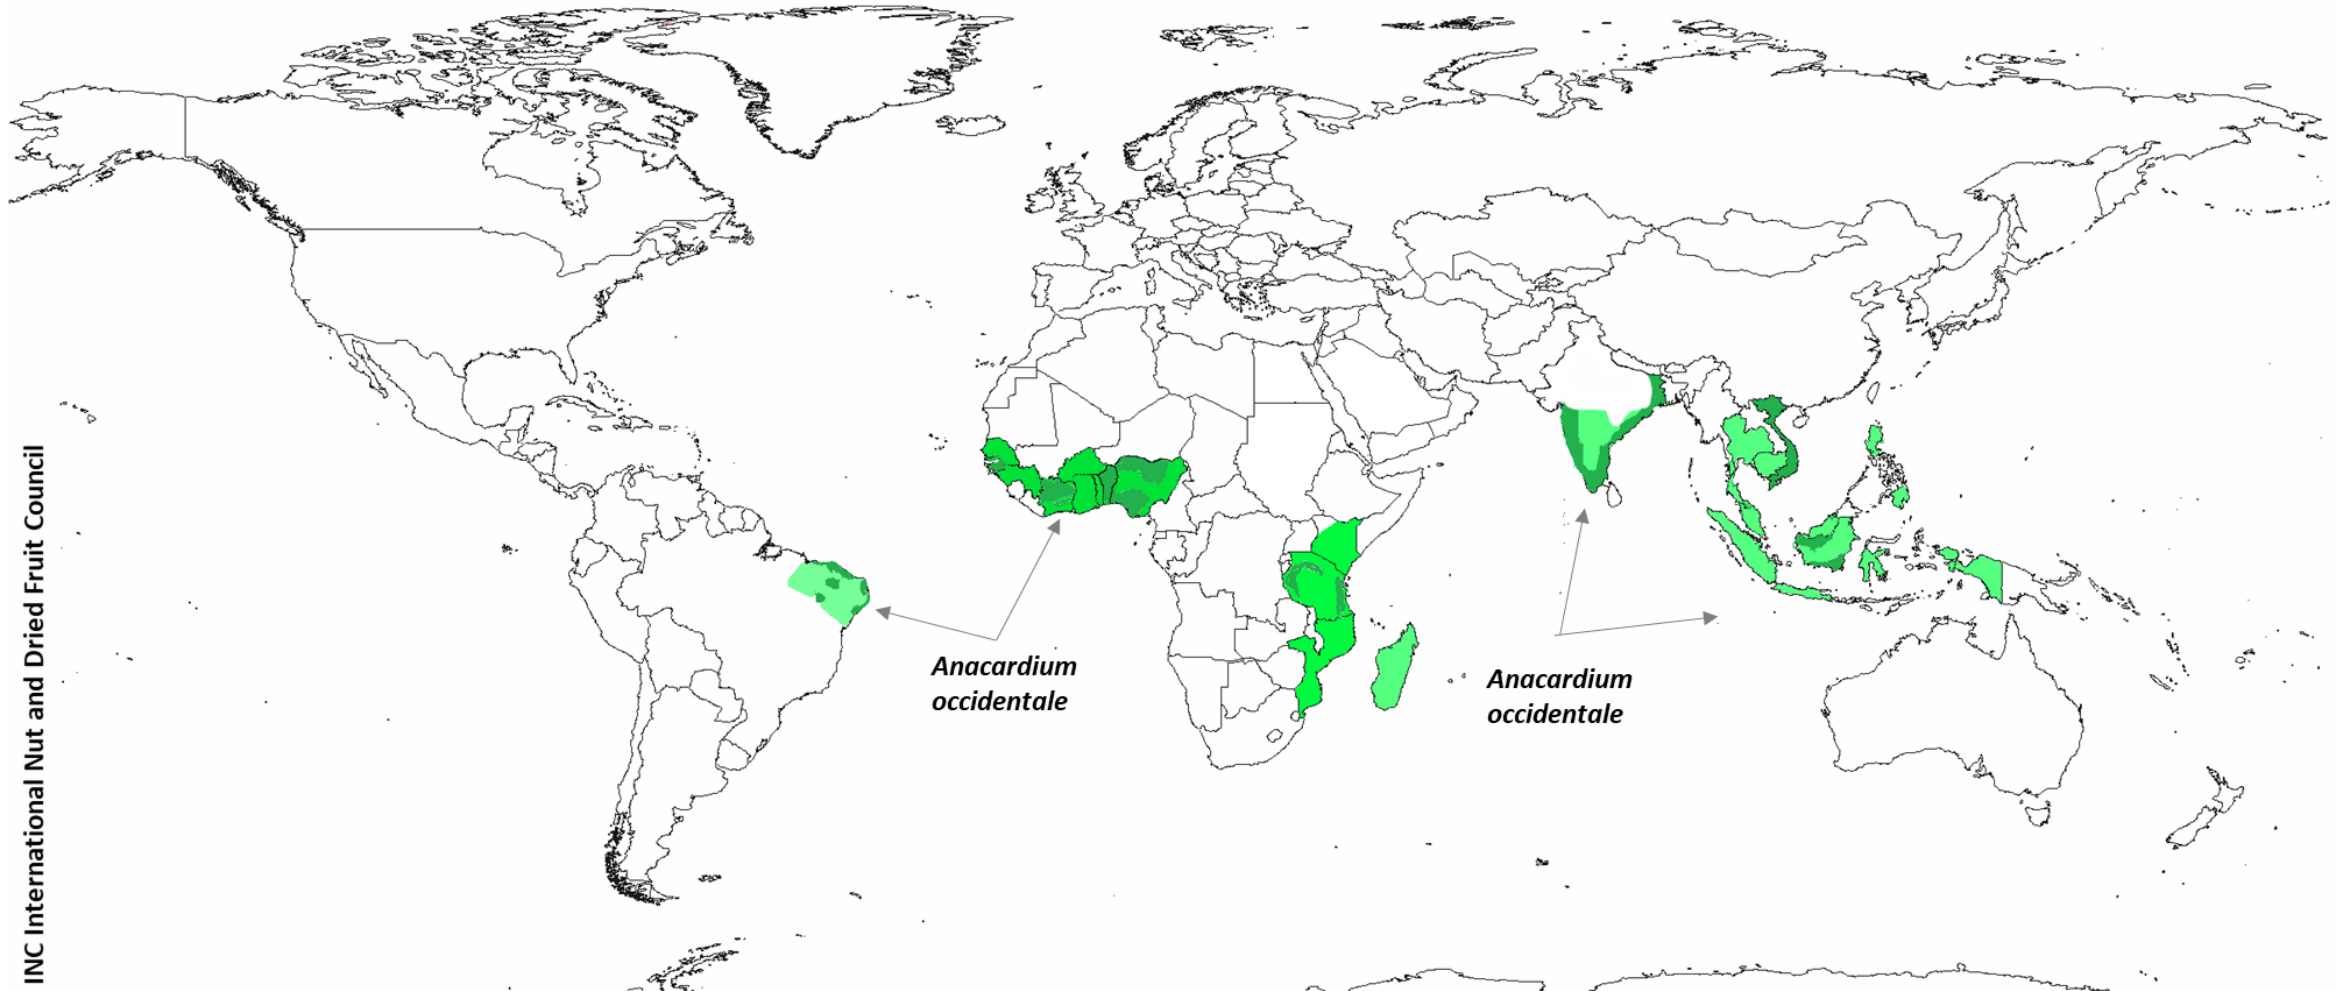 INC International Nut and Dried Fruit Council
Anacardium
occidentale
Anacardium
occidentale